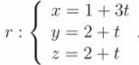 r : { x = 1 + 3t
y = 2 + t
z = 2 + t .